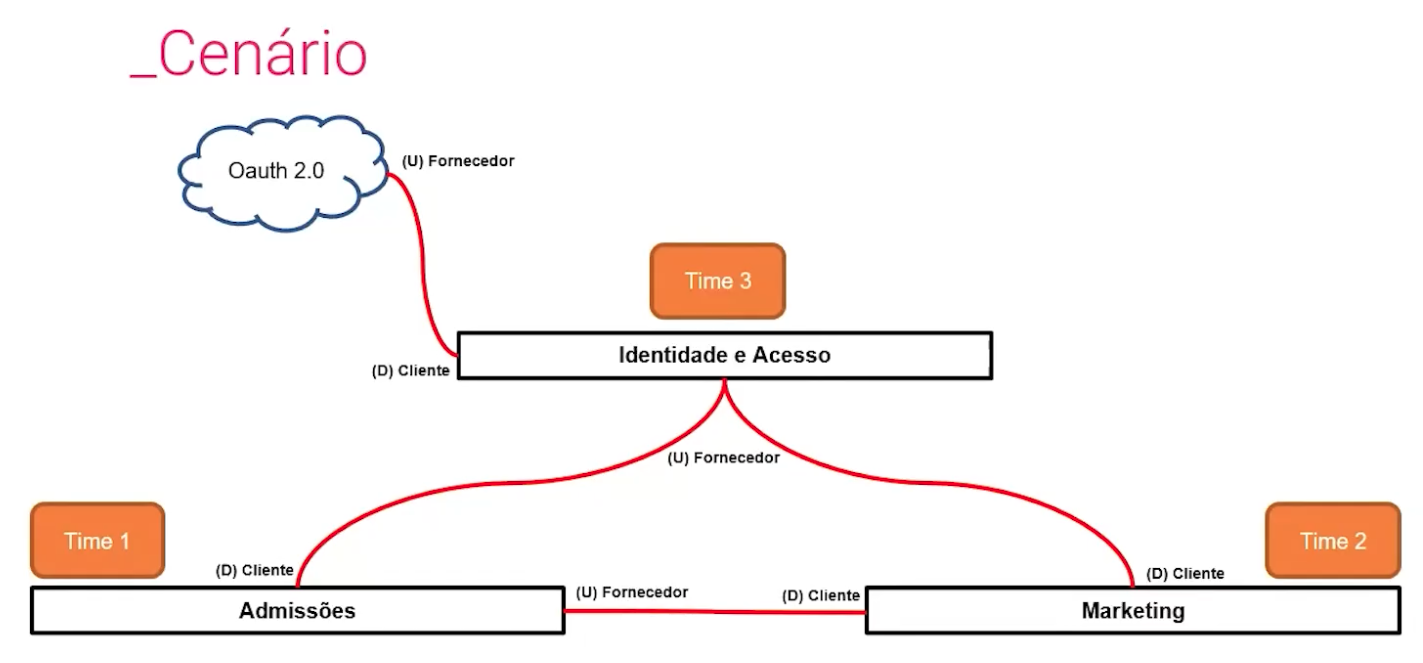 _Cenário
Oauth 2.0
(U) Fornecedor
Time 3
Identidade e Acesso
(D) Cliente
(U) Fornecedor
Time 1
Time 2
(D) Cliente
(D) Cliente
(U) Fornecedor
(D) Cliente
Admissões
Marketing